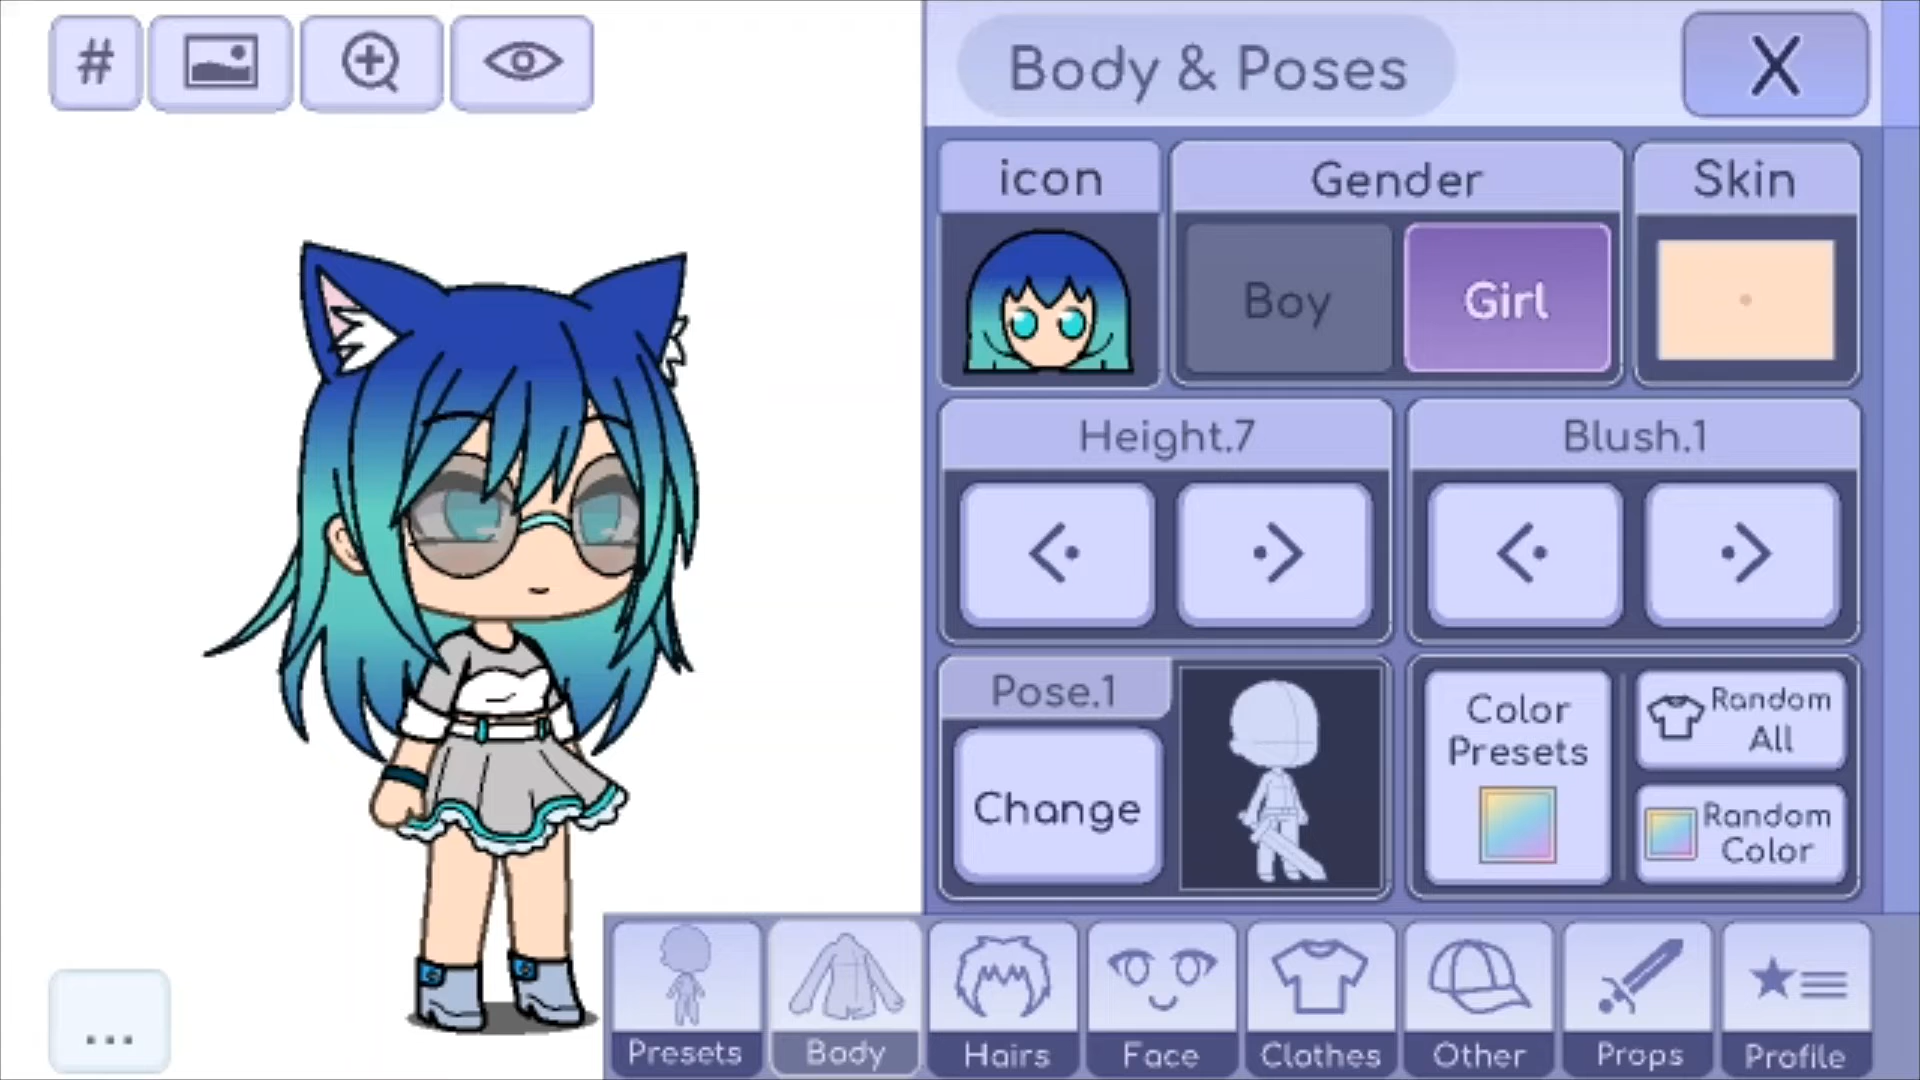 #
Body & Poses
X
icon
Gender
Skin
Boy
Girl
Height.7
Blush.1
Pose.1
Change
Color
Presets
Random
All
Random
Color
...
Presets
Body
Hairs
Face
Clothes
Other
Props
Profile